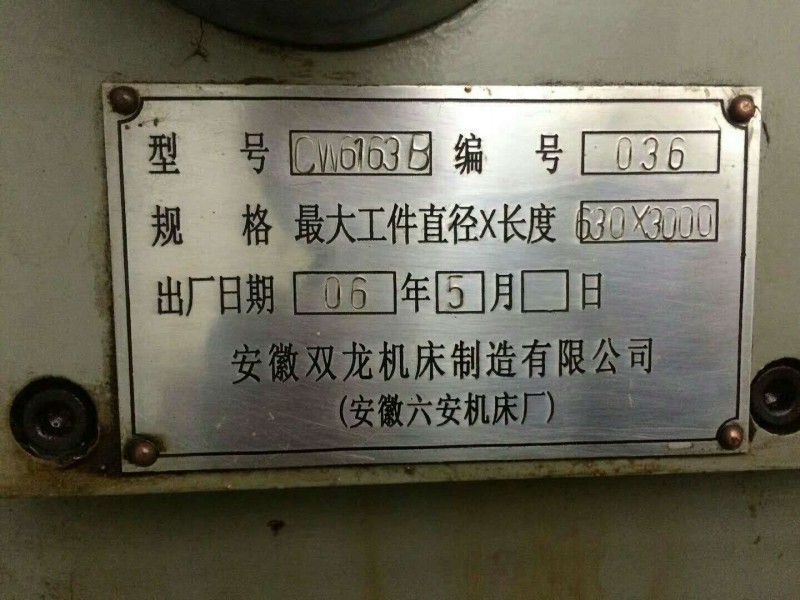 型号 CW6163B 编号 036
规格 最大工件直径X长度 630X3000
出厂日期 06 年 5 月 日
安徽双龙机床制造有限公司
(安徽六安机床厂)